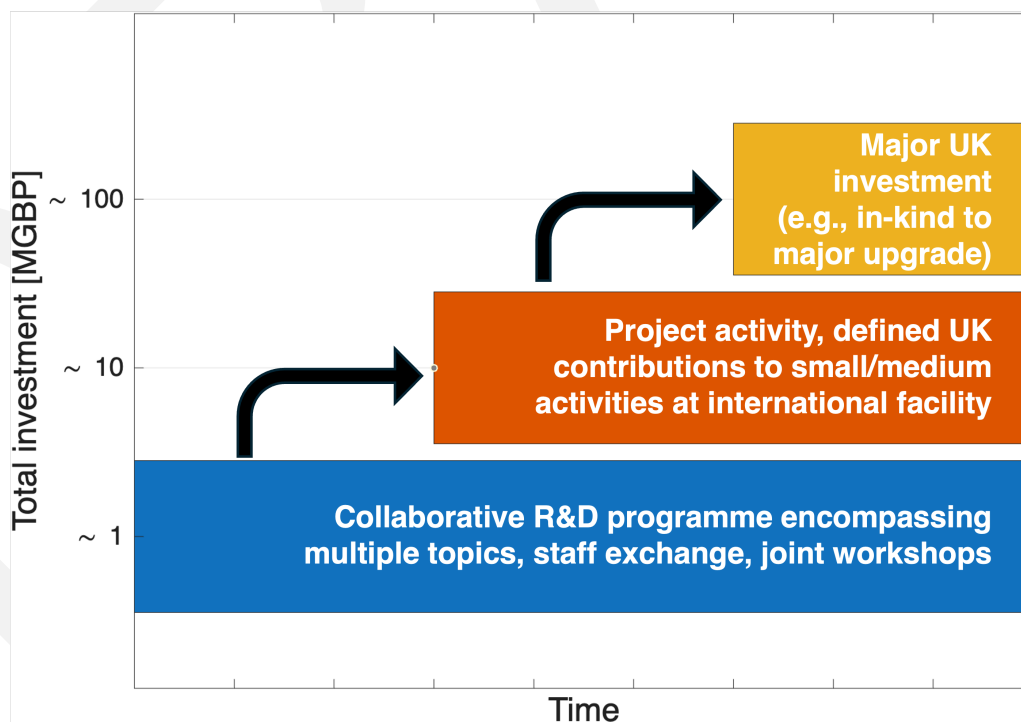 Total investment [MGBP]
~ 100
~ 10
~ 1
Major UK
investment
(e.g., in-kind to
major upgrade)
Project activity, defined UK
contributions to small/medium
activities at international facility
Collaborative R&D programme encompassing
multiple topics, staff exchange, joint workshops
Time